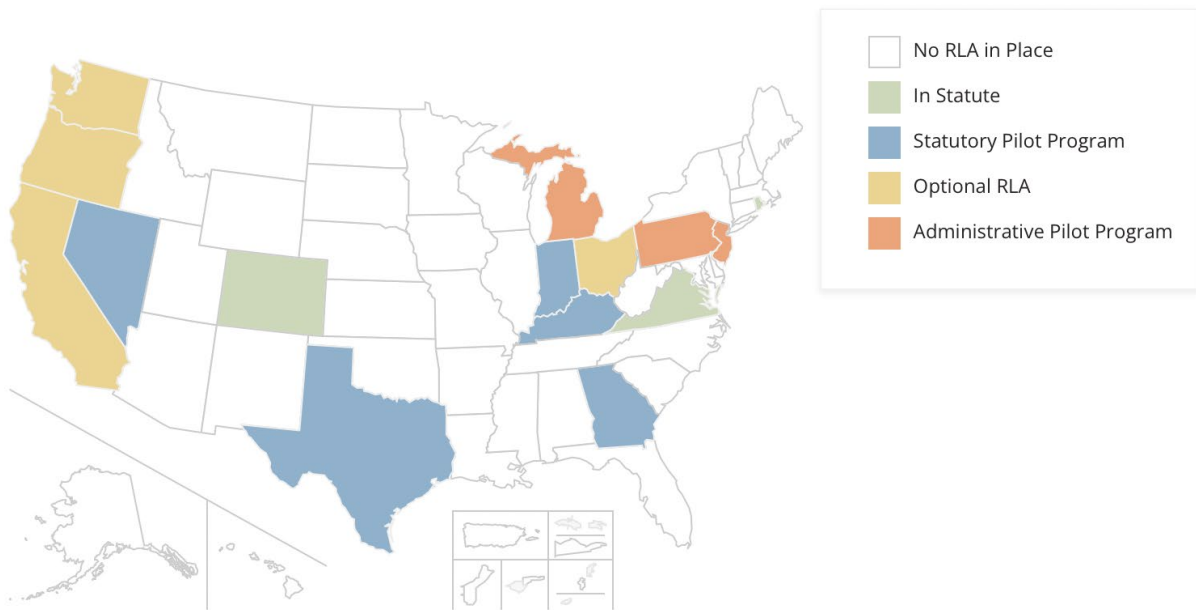 No RLA in Place
In Statute
Statutory Pilot Program
Optional RLA
Administrative Pilot Program